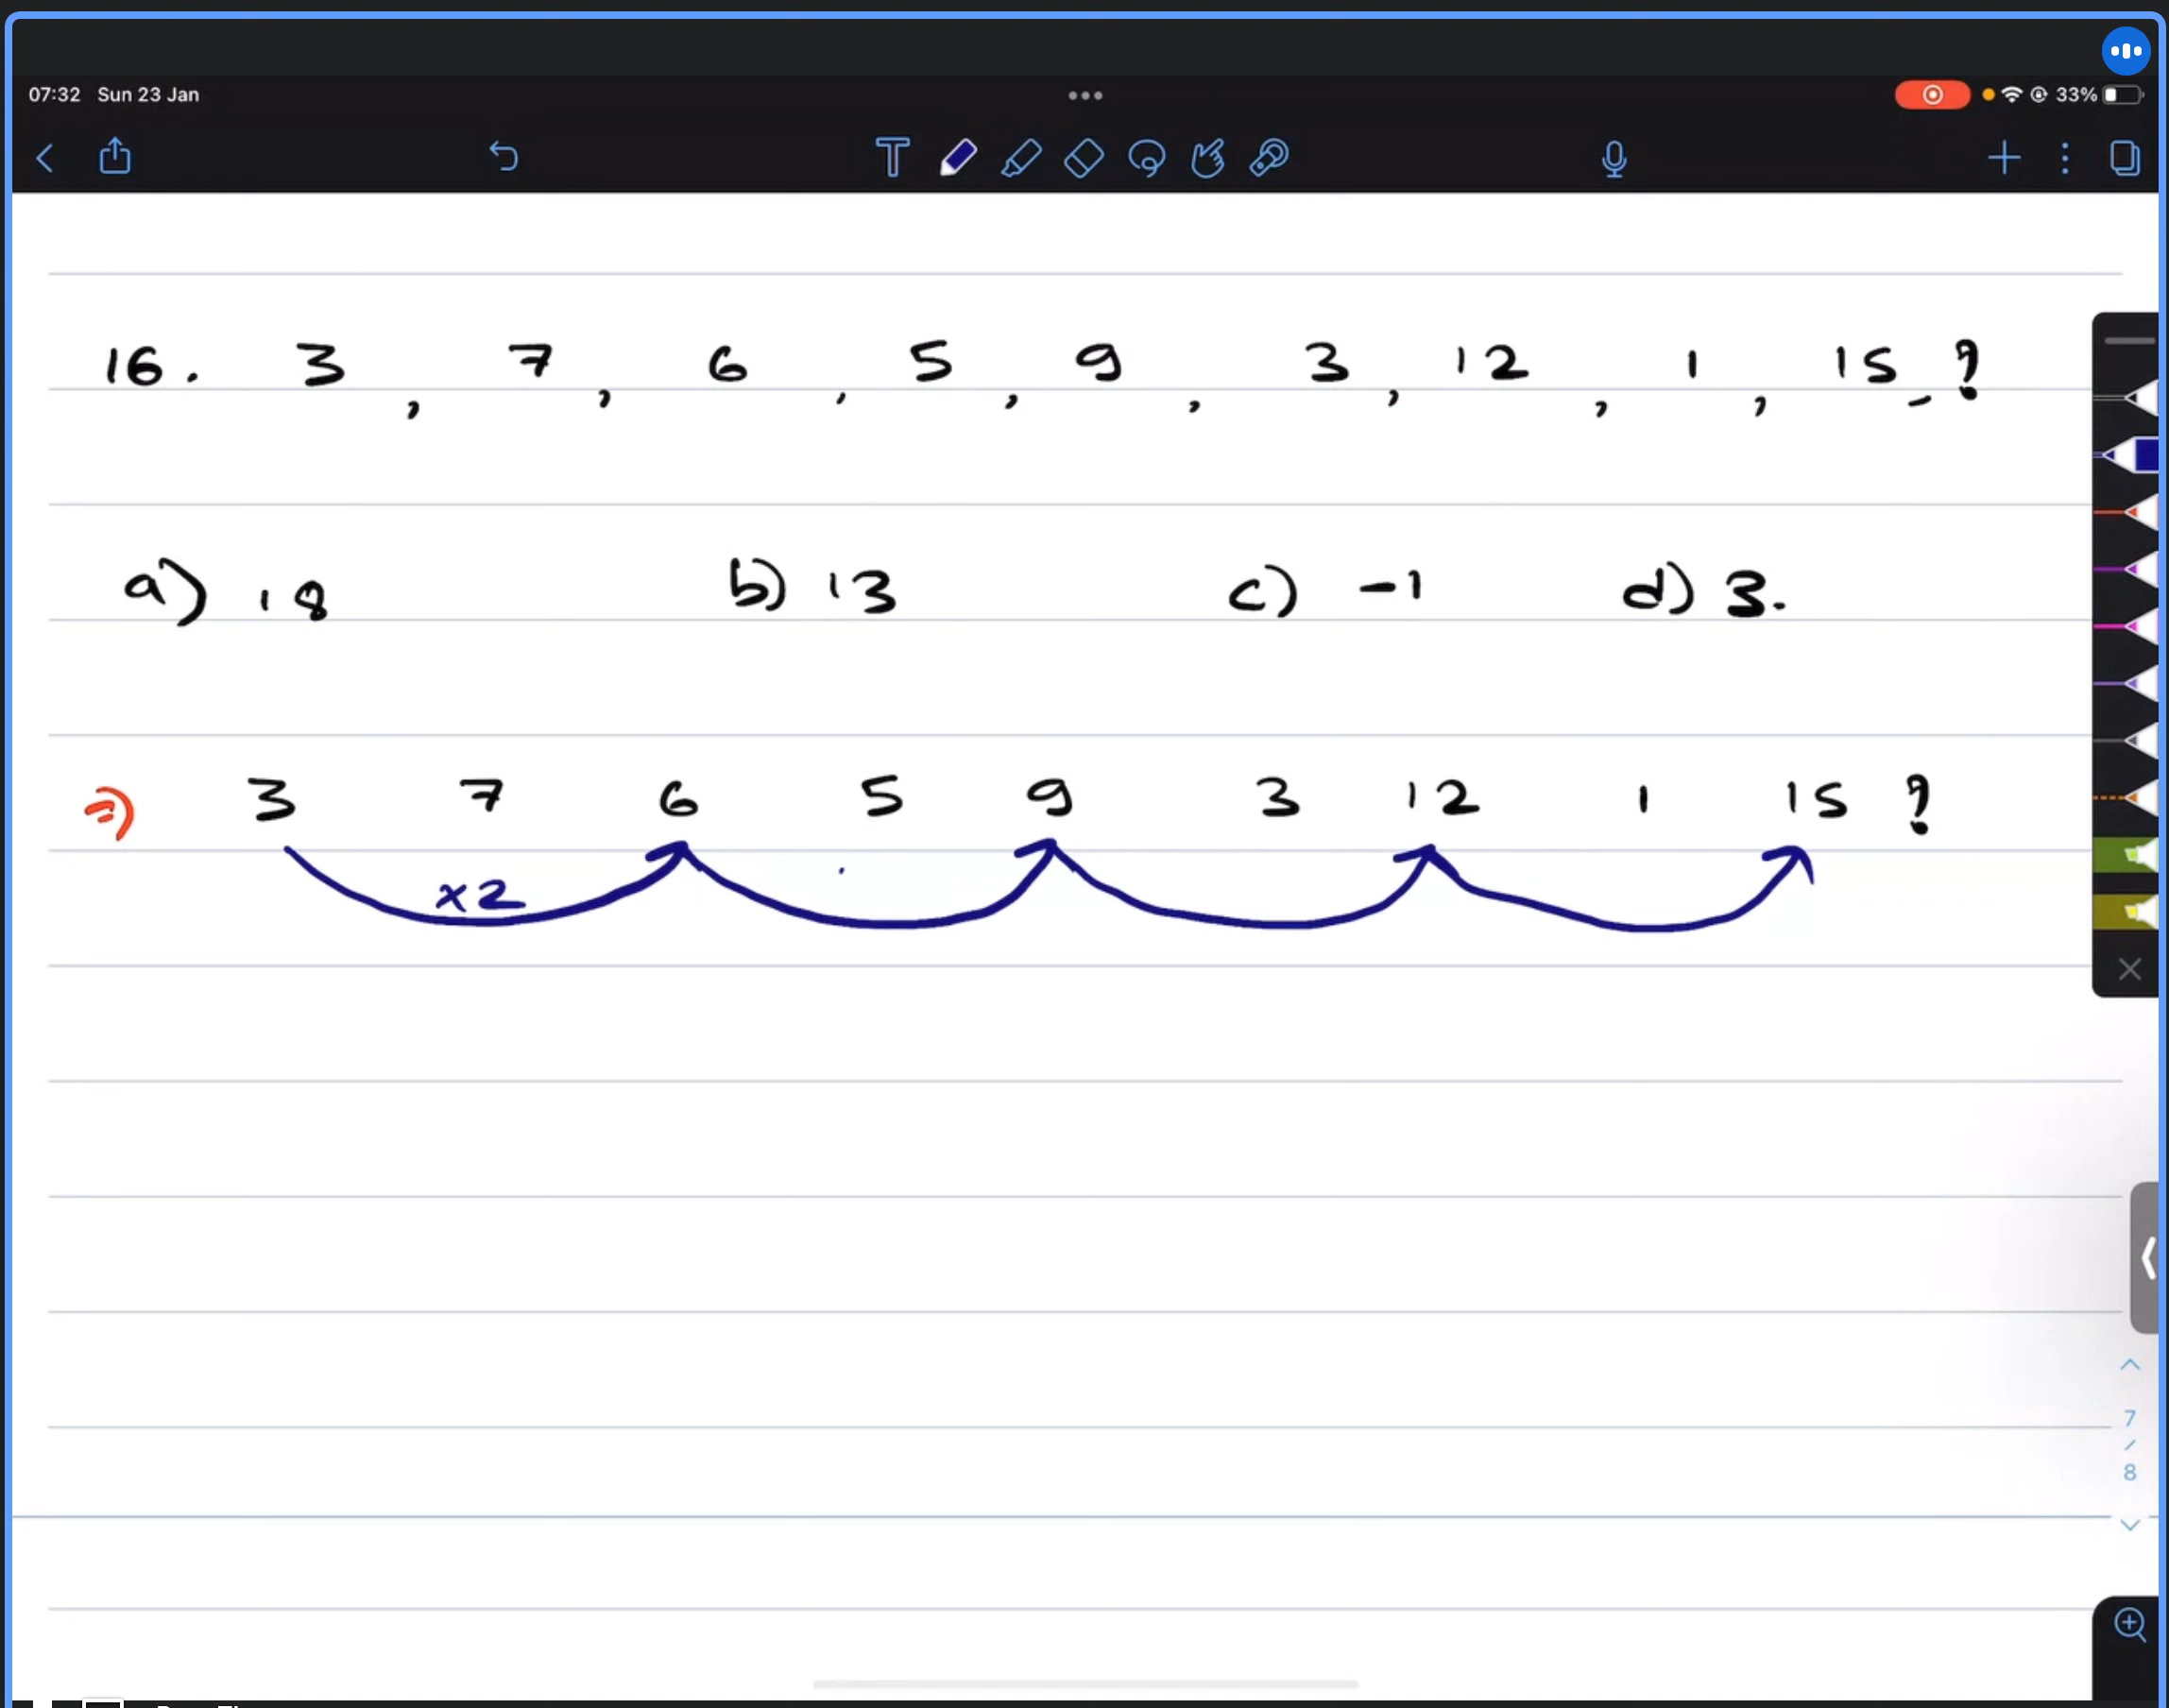 07:32 Sun 23 Jan 33%
16. 3 , 7 , 6 , 5 , 9 , 3 , 12 , 1 , 15 , ?
a) 18 b) 13 c) -1 d) 3.
⇒) 3 7 6 5 9 3 12 1 15 ?
x2
7
/
8